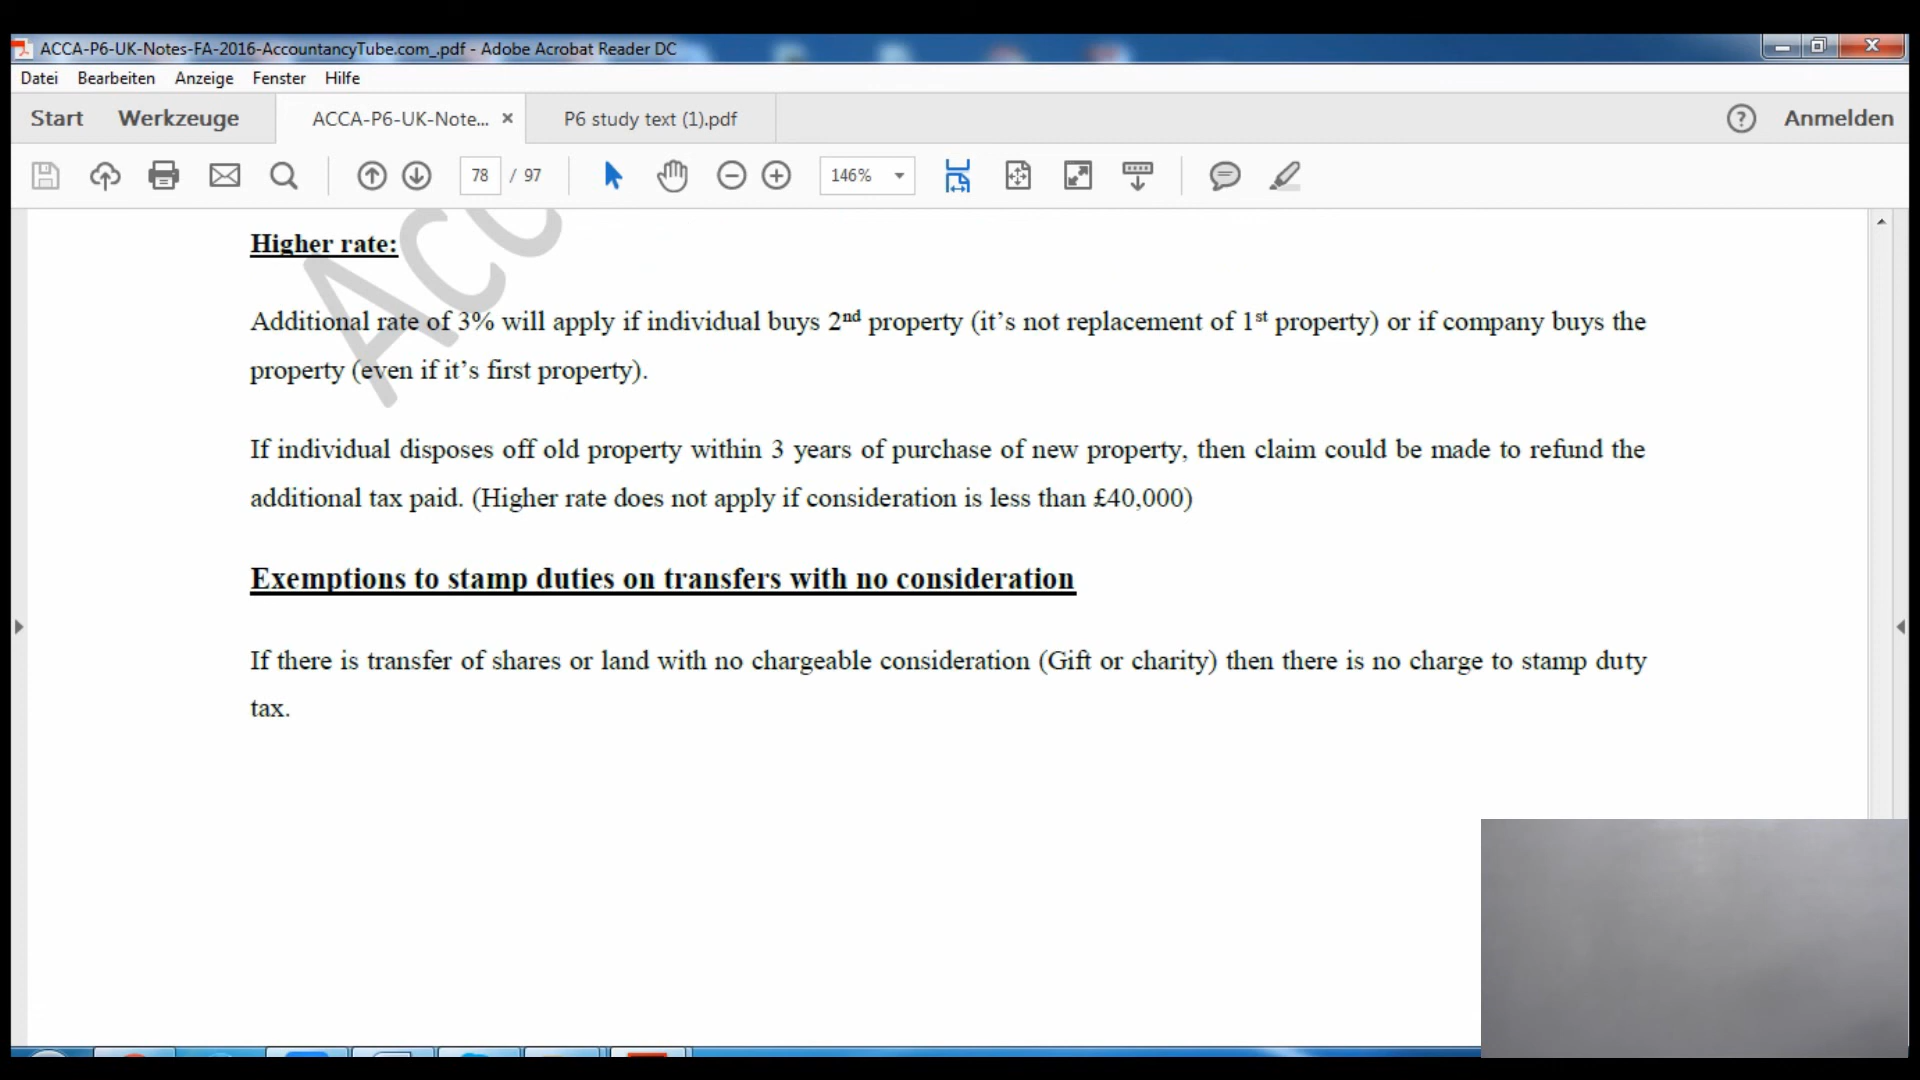 ACCA-P6-UK-Notes-FA-2016-AccountancyTube.com_.pdf - Adobe Acrobat Reader DC
Datei Bearbeiten Anzeige Fenster Hilfe
Start Werkzeuge ACCA-P6-UK-Note... × P6 study text (1).pdf ? Anmelden
78 / 97 146%
Acc
Higher rate:
Additional rate of 3% will apply if individual buys 2nd property (it’s not replacement of 1st property) or if company buys the
property (even if it’s first property).
If individual disposes off old property within 3 years of purchase of new property, then claim could be made to refund the
additional tax paid. (Higher rate does not apply if consideration is less than £40,000)
Exemptions to stamp duties on transfers with no consideration
If there is transfer of shares or land with no chargeable consideration (Gift or charity) then there is no charge to stamp duty
tax.